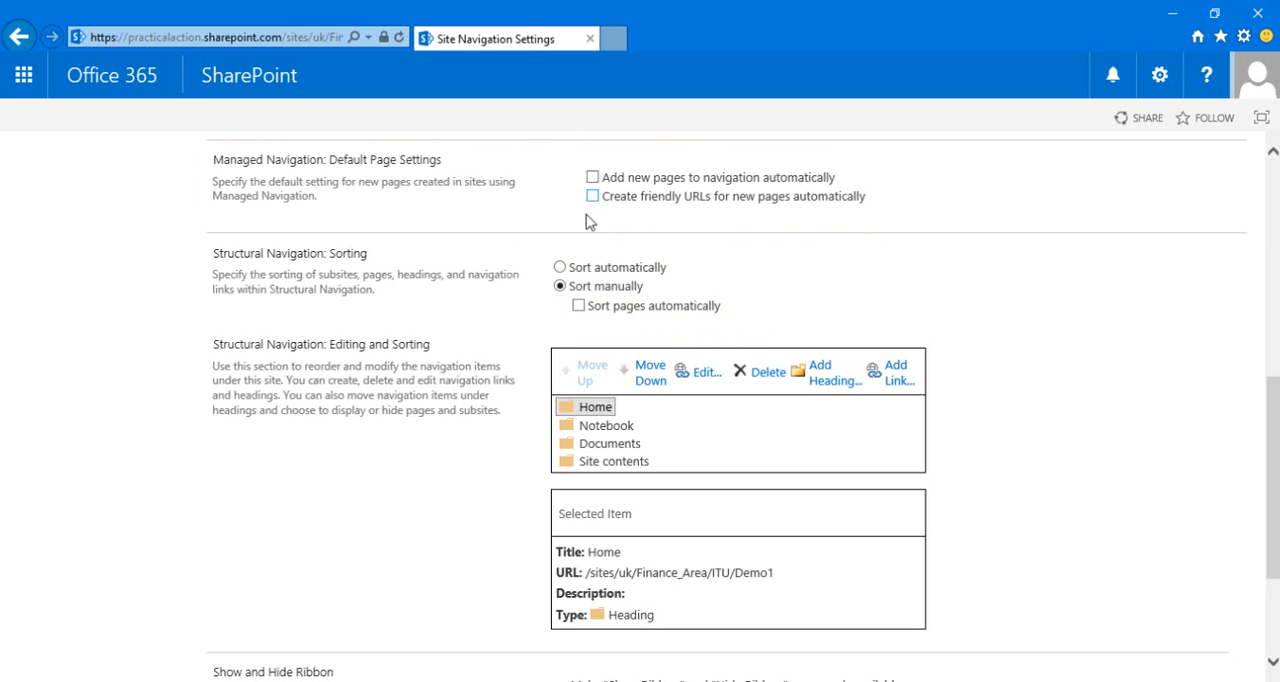 https://practicalaction.sharepoint.com/sites/uk/Fir
Site Navigation Settings
Office 365
SharePoint
SHARE
FOLLOW
Managed Navigation: Default Page Settings
Specify the default setting for new pages created in sites using
Managed Navigation.
Add new pages to navigation automatically
Create friendly URLs for new pages automatically
Structural Navigation: Sorting
Specify the sorting of subsites, pages, headings, and navigation
links within Structural Navigation.
Sort automatically
Sort manually
Sort pages automatically
Structural Navigation: Editing and Sorting
Use this section to reorder and modify the navigation items
under this site. You can create, delete and edit navigation links
and headings. You can also move navigation items under
headings and choose to display or hide pages and subsites.
Move Up
Move Down
Edit...
Delete
Add Heading...
Add Link...
Home
Notebook
Documents
Site contents
Selected Item
Title: Home
URL: /sites/uk/Finance_Area/ITU/Demo1
Description:
Type: Heading
Show and Hide Ribbon